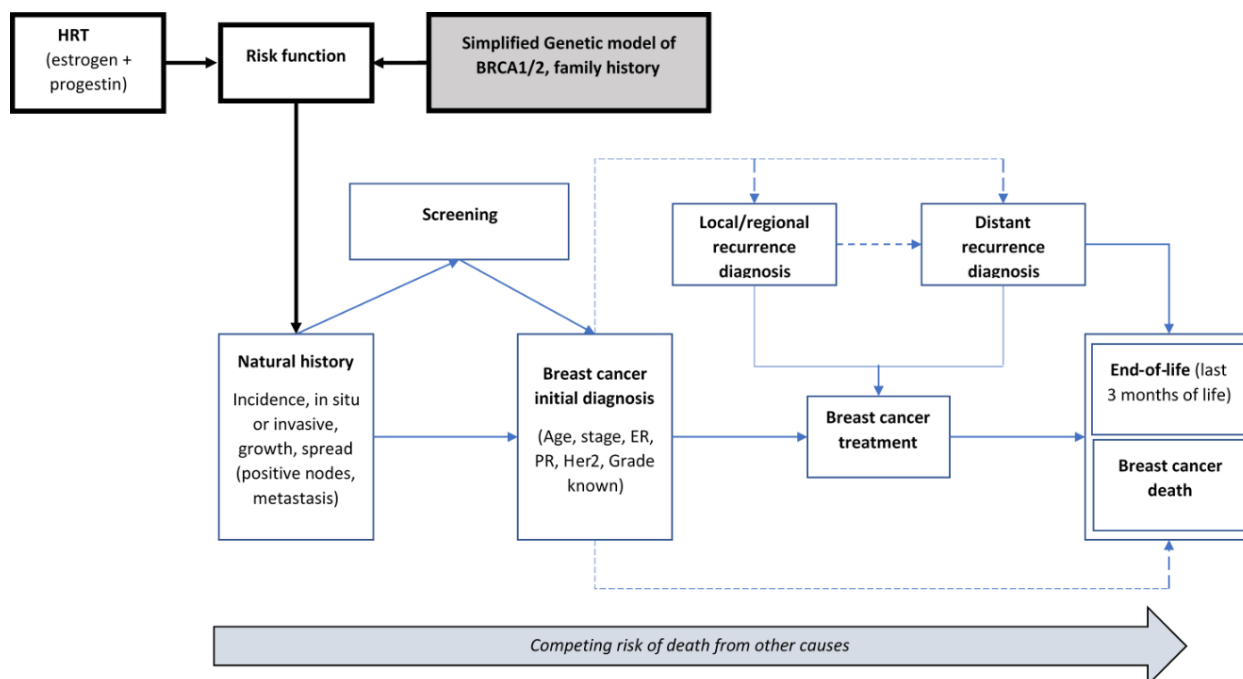 HRT
(estrogen +
progestin)
Risk function
Simplified Genetic model of
BRCA1/2, family history
Screening
Local/regional
recurrence
diagnosis
Distant
recurrence
diagnosis
Natural history
Incidence, in situ
or invasive,
growth, spread
(positive nodes,
metastasis)
Breast cancer
initial diagnosis
(Age, stage, ER,
PR, Her2, Grade
known)
Breast cancer
treatment
End-of-life (last
3 months of life)
Breast cancer
death
Competing risk of death from other causes